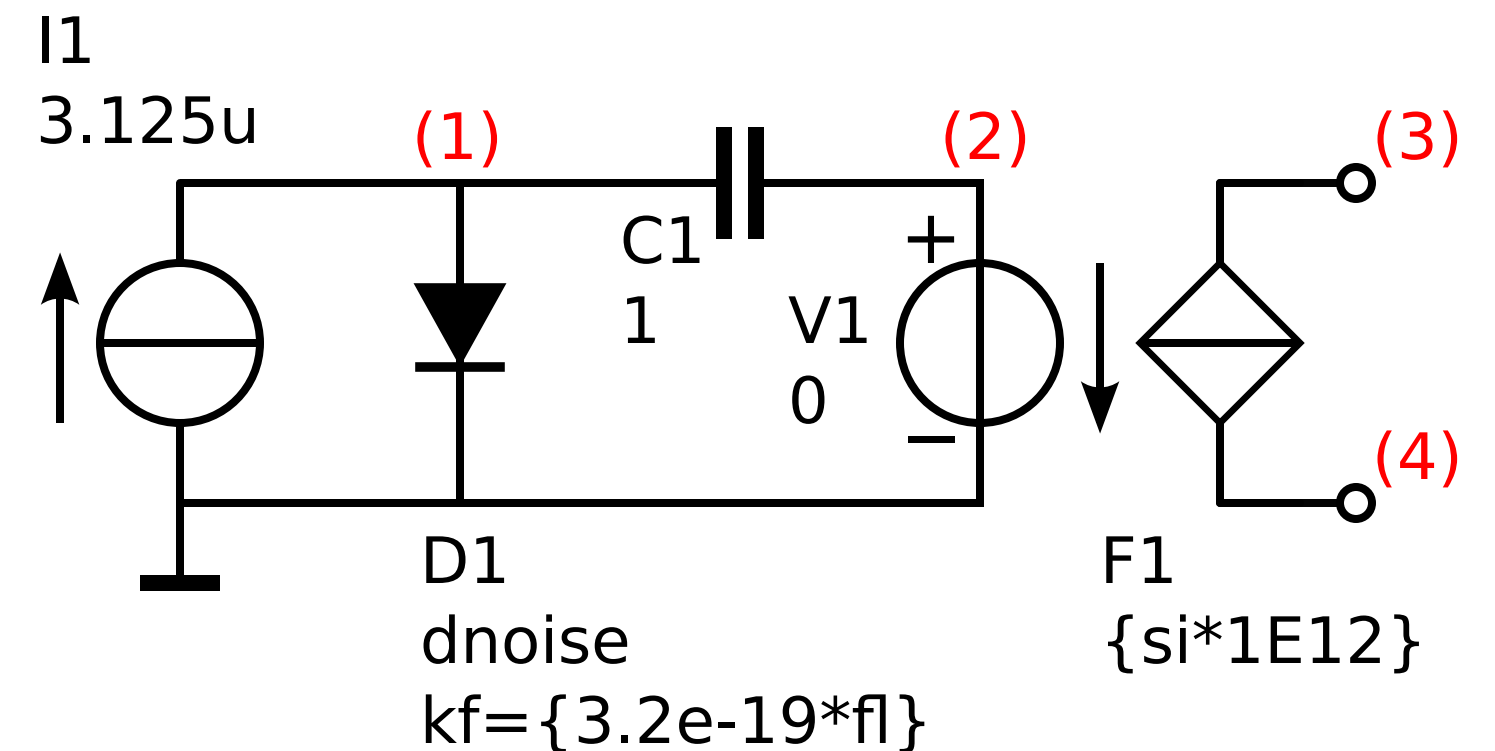 I1
3.125u
(1)
(2)
(3)
C1
1
+
V1
0
−
(4)
D1
dnoise
kf={3.2e-19*fl}
F1
{si*1E12}